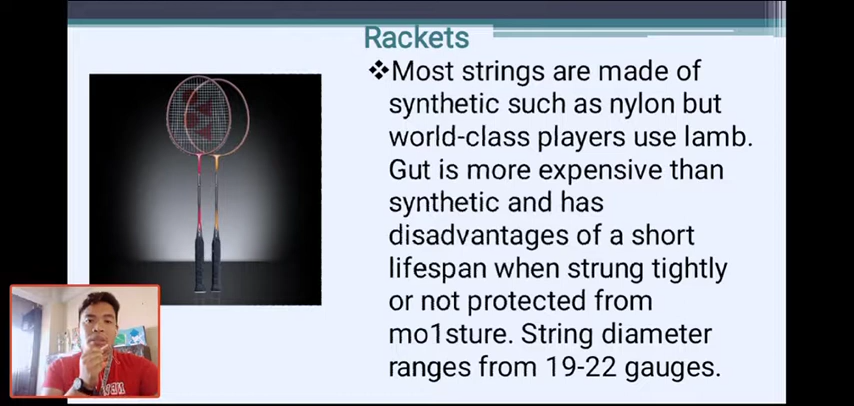 Rackets
❖Most strings are made of
synthetic such as nylon but
world-class players use lamb.
Gut is more expensive than
synthetic and has
disadvantages of a short
lifespan when strung tightly
or not protected from
mo1sture. String diameter
ranges from 19-22 gauges.